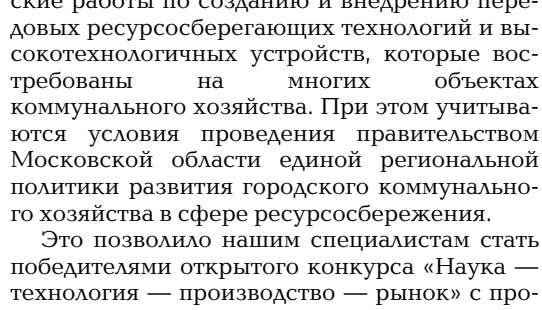 ские работы по созданию и внедрению пере-
довых ресурсосберегающих технологий и вы-
сокотехнологичных устройств, которые вос-
требованы на многих объектах
коммунального хозяйства. При этом учитыва-
ются условия проведения правительством
Московской области единой региональной
политики развития городского коммунально-
го хозяйства в сфере ресурсосбережения.
Это позволило нашим специалистам стать
победителями открытого конкурса «Наука —
технология — производство — рынок» с про-